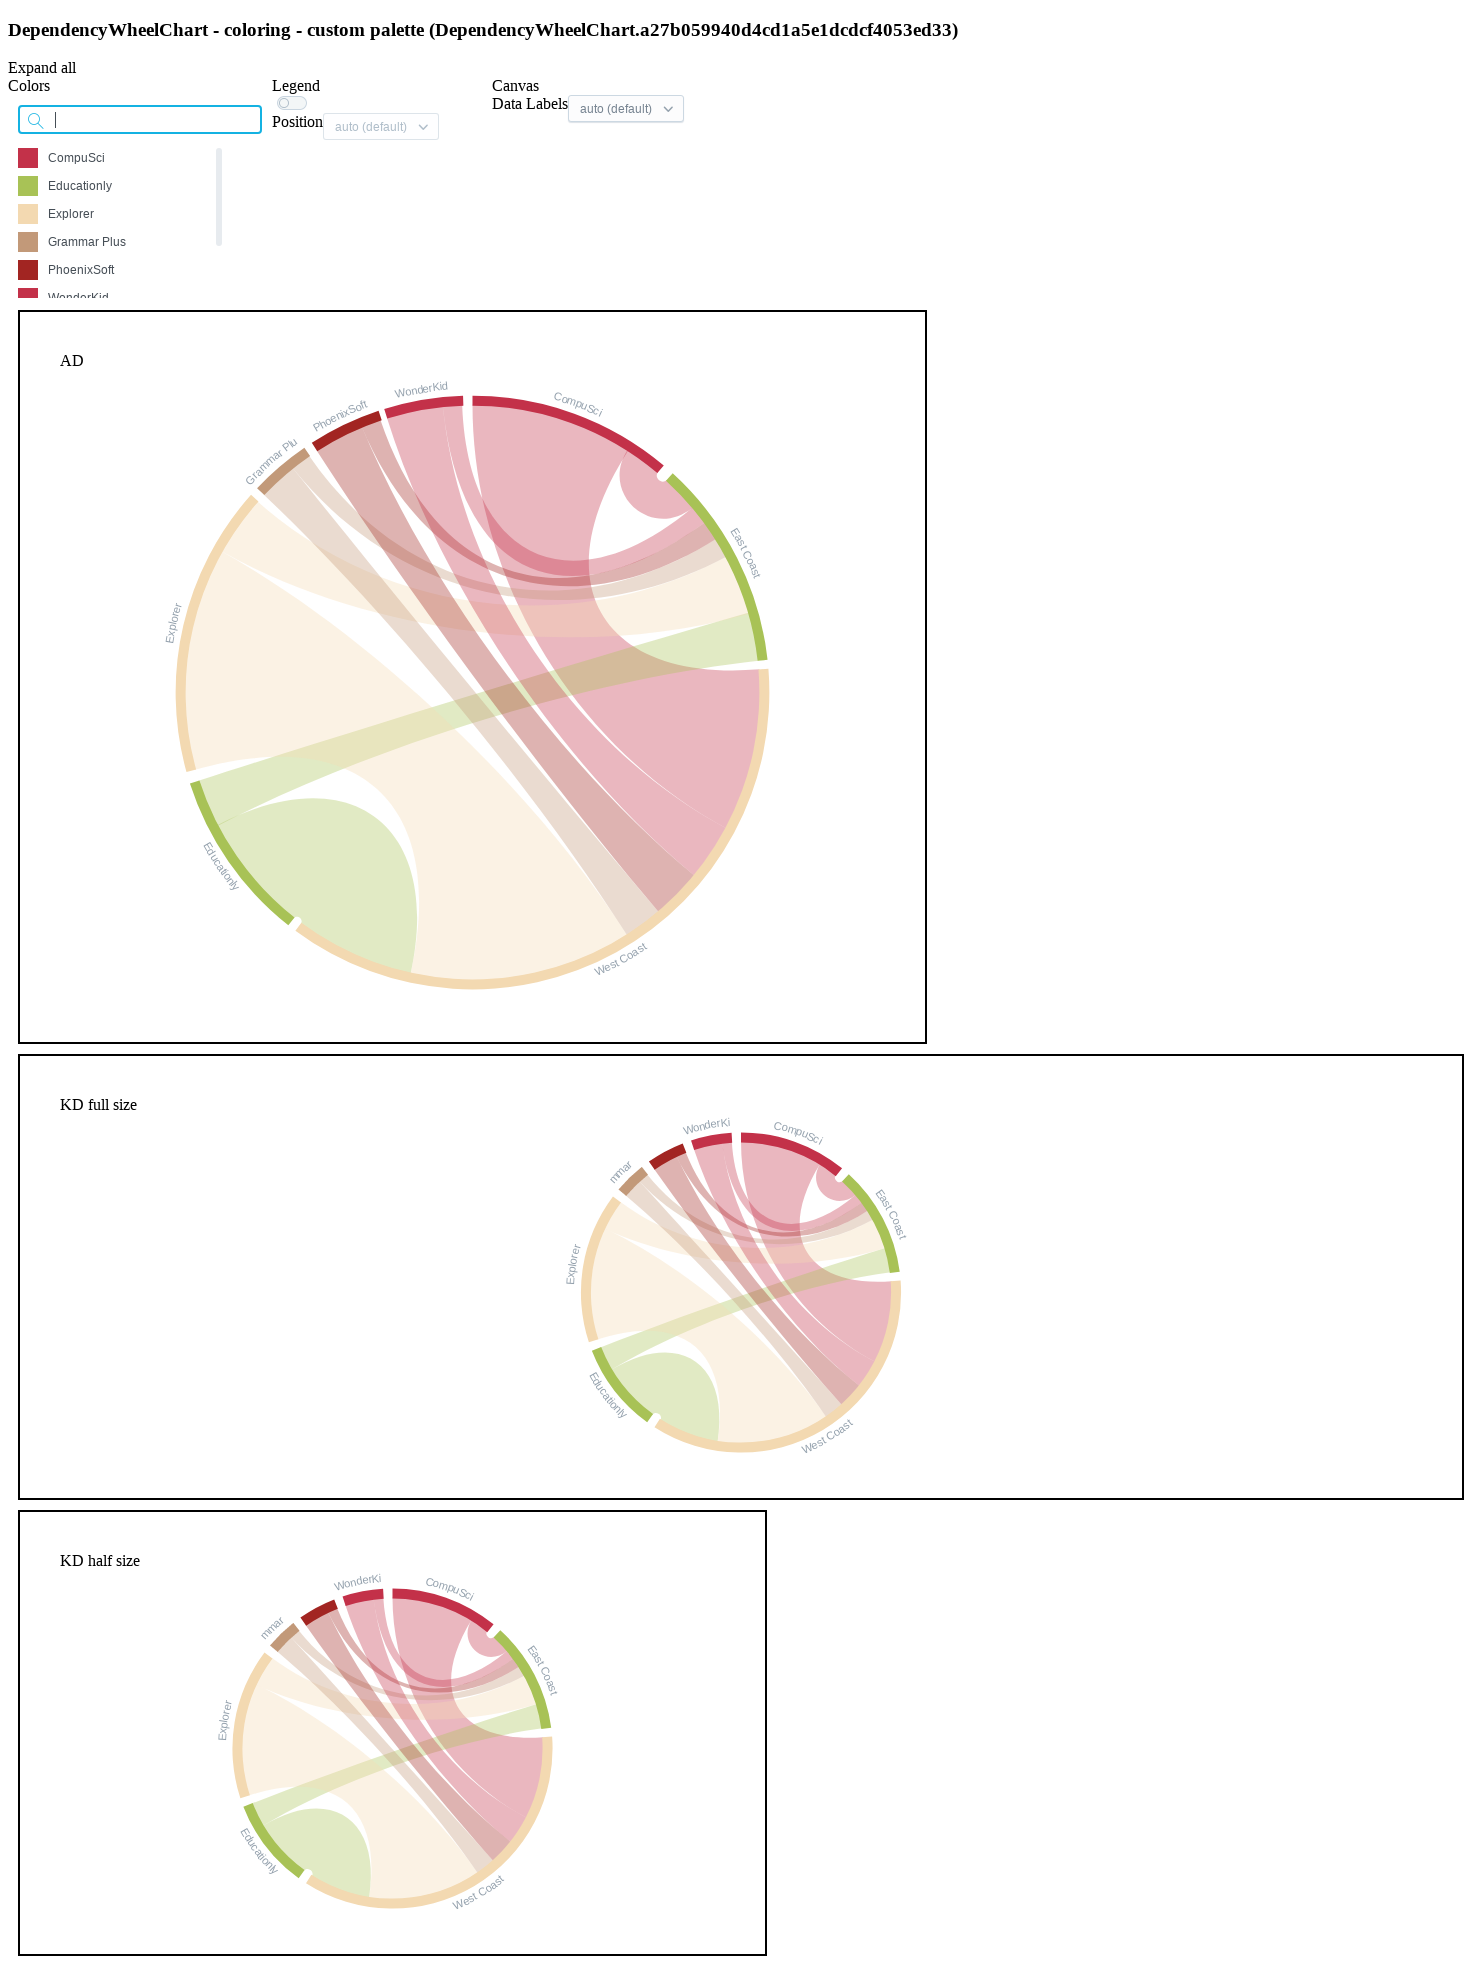 DependencyWheelChart - coloring - custom palette (DependencyWheelChart.a27b059940d4cd1a5e1dcdcf4053ed33)
Expand all
Colors
Legend
Canvas
Data Labels auto (default)
Position auto (default)
CompuSci
Educationly
Explorer
Grammar Plus
PhoenixSoft
WonderKid
AD
WonderKid
CompuSci
PhoenixSoft
Grammar Plu
East Coast
Explorer
Educationly
West Coast
KD full size
WonderKi
CompuSci
mmar
East Coast
Explorer
Educationly
West Coast
KD half size
WonderKi
CompuSci
mmar
East Coast
Explorer
Educationly
West Coast